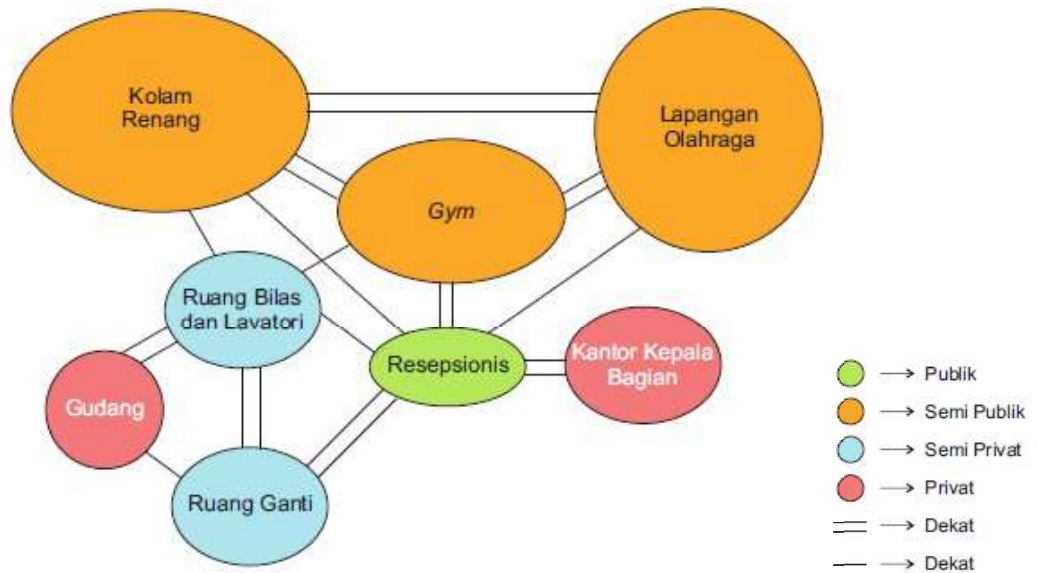 Kolam
Renang
Lapangan
Olahraga
Gym
Ruang Bilas
dan Lavatori
Resepsionis
Kantor Kepala
Bagian
Gudang
Ruang Ganti
Publik
Semi Publik
Semi Privat
Privat
Dekat
Dekat